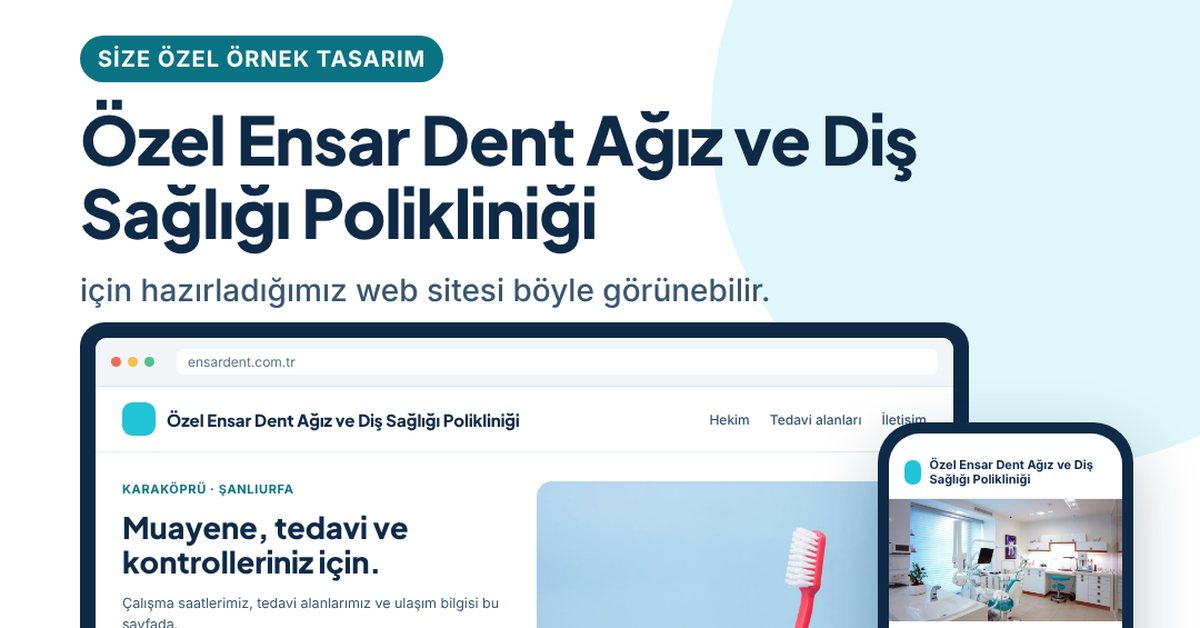 SİZE ÖZEL ÖRNEK TASARIM
Özel Ensar Dent Ağız ve Diş
Sağlığı Polikliniği
için hazırladığımız web sitesi böyle görünebilir.
ensardent.com.tr
Özel Ensar Dent Ağız ve Diş Sağlığı Polikliniği
Hekim Tedavi alanları İletişim
KARAKÖPRÜ · ŞANLIURFA
Muayene, tedavi ve
kontrolleriniz için.
Çalışma saatlerimiz, tedavi alanlarımız ve ulaşım bilgisi bu
sayfada.
Özel Ensar Dent Ağız ve Diş
Sağlığı Polikliniği